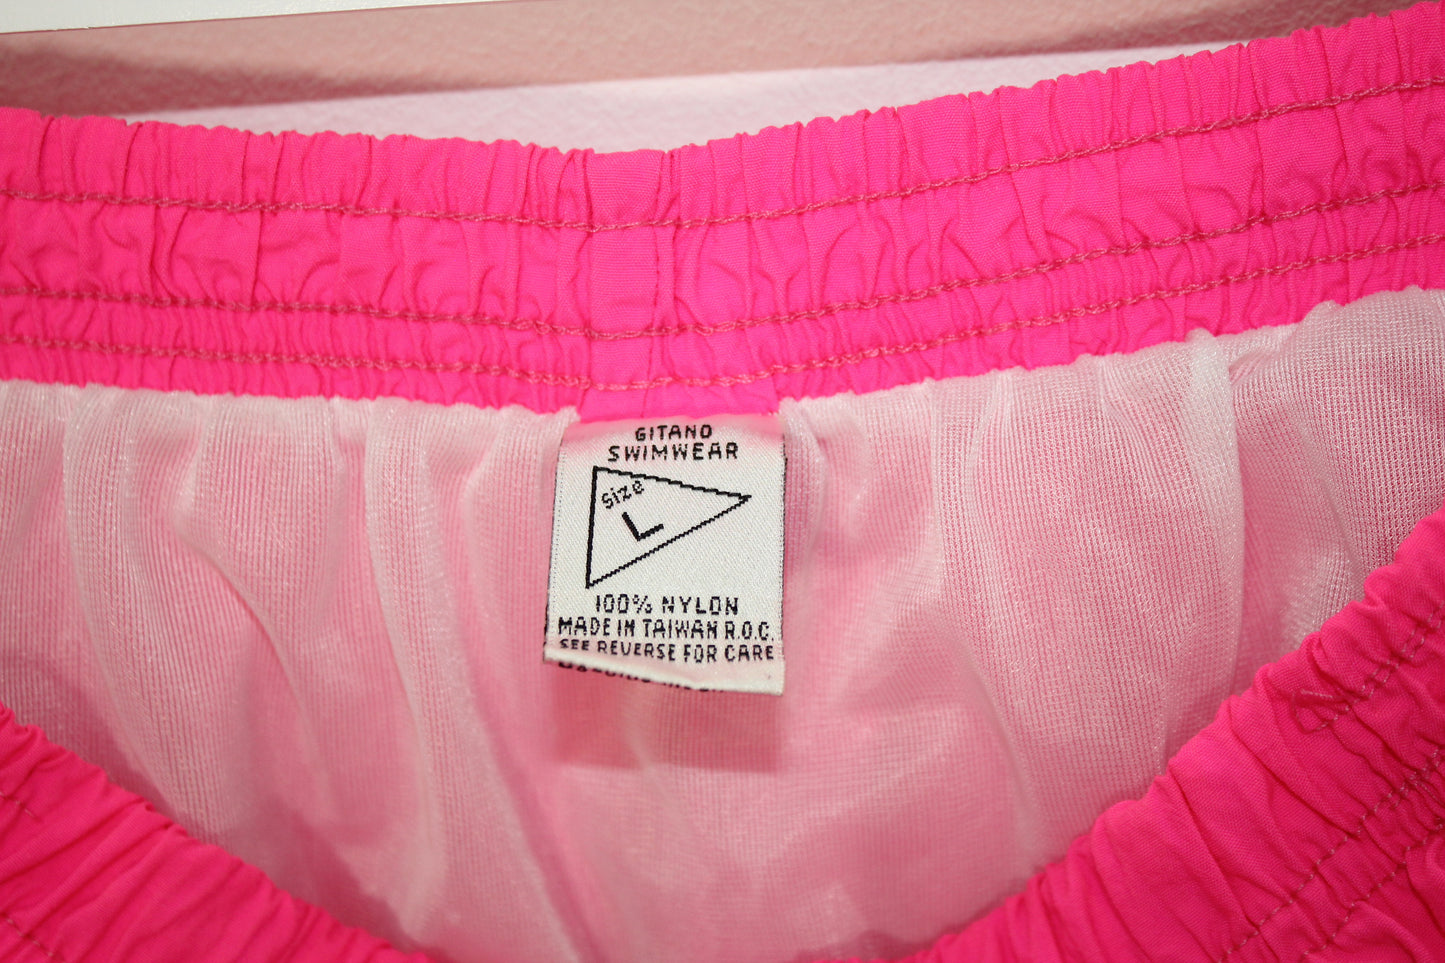 GITANO
SWIMWEAR
Size
L
100% NYLON
MADE IN TAIWAN R.O.C.
SEE REVERSE FOR CARE